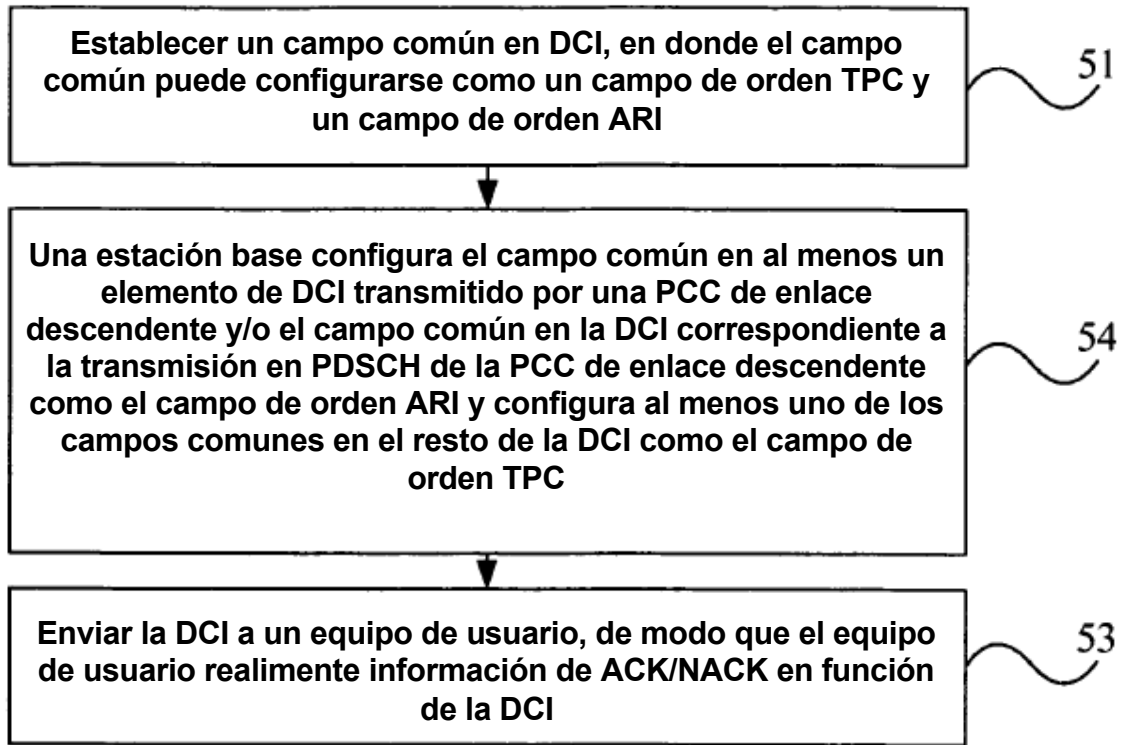 Establecer un campo común en DCI, en donde el campo
común puede configurarse como un campo de orden TPC y
un campo de orden ARI
51
Una estación base configura el campo común en al menos un
elemento de DCI transmitido por una PCC de enlace
descendente y/o el campo común en la DCI correspondiente a
la transmisión en PDSCH de la PCC de enlace descendente
como el campo de orden ARI y configura al menos uno de los
campos comunes en el resto de la DCI como el campo de
orden TPC
54
Enviar la DCI a un equipo de usuario, de modo que el equipo
de usuario realimente información de ACK/NACK en función
de la DCI
53